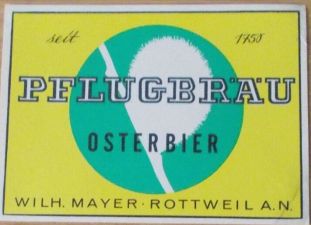 seit 1758
PFLUGBRÄU
OSTERBIER
WILH. MAYER · ROTTWEIL A.N.